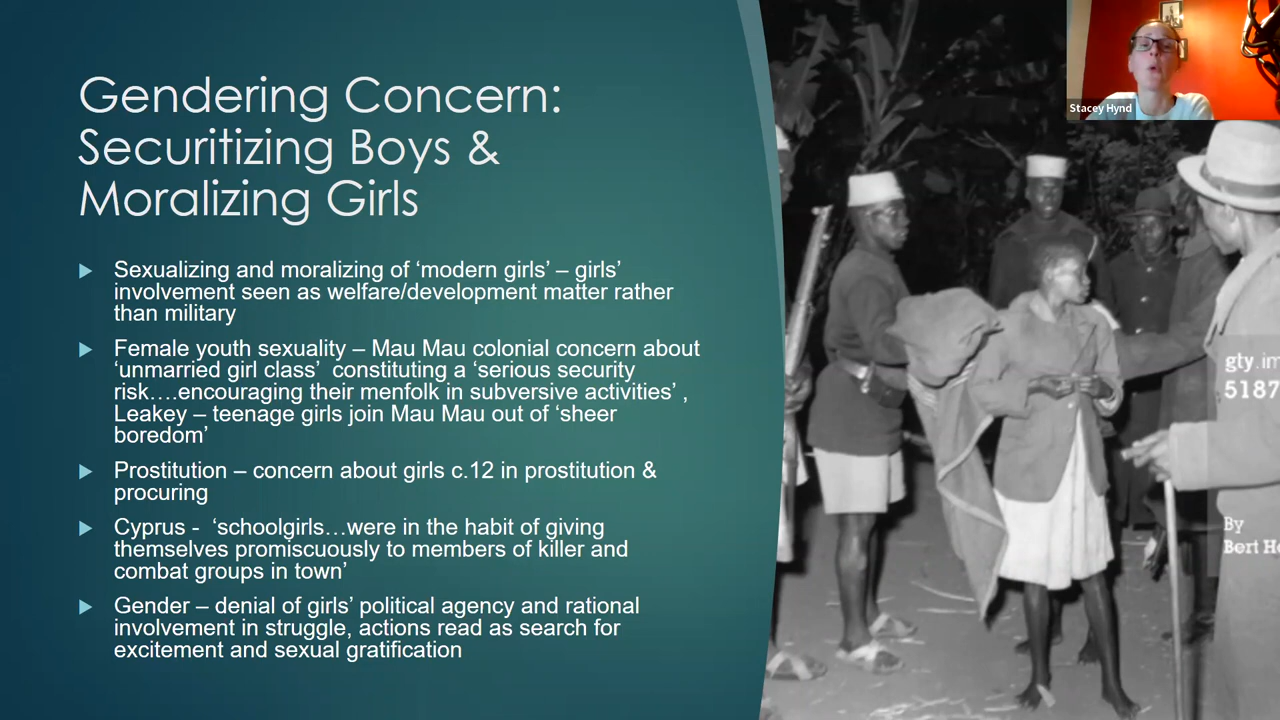 Gendering Concern:
Securitizing Boys &
Moralizing Girls
Sexualizing and moralizing of ‘modern girls’ – girls’
involvement seen as welfare/development matter rather
than military
Female youth sexuality – Mau Mau colonial concern about
‘unmarried girl class’ constituting a ‘serious security
risk….encouraging their menfolk in subversive activities’ ,
Leakey – teenage girls join Mau Mau out of ‘sheer
boredom’
Prostitution – concern about girls c.12 in prostitution &
procuring
Cyprus - ‘schoolgirls…were in the habit of giving
themselves promiscuously to members of killer and
combat groups in town’
Gender – denial of girls’ political agency and rational
involvement in struggle, actions read as search for
excitement and sexual gratification
Stacey Hynd
gty.im
5187
By
Bert H